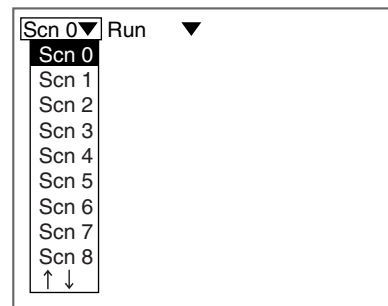 Scn 0▼ Run ▼
Scn 0
Scn 1
Scn 2
Scn 3
Scn 4
Scn 5
Scn 6
Scn 7
Scn 8
↑ ↓